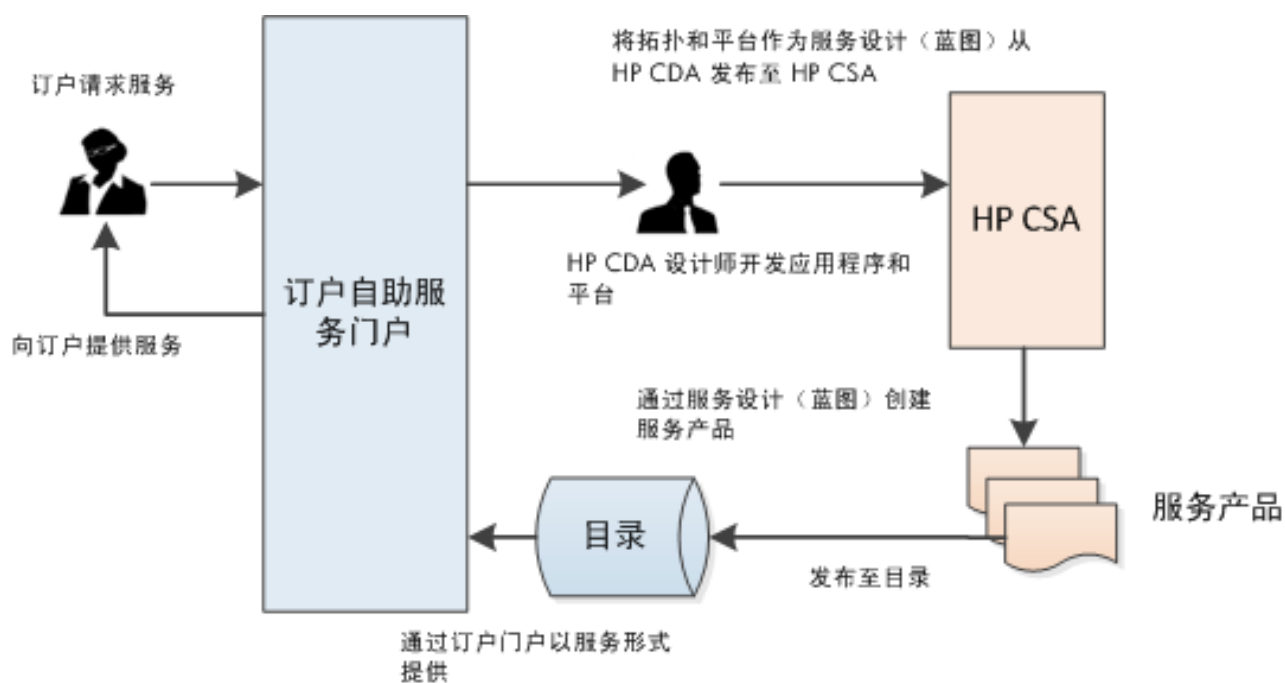 将拓扑和平台作为服务设计（蓝图）从
HP CDA 发布至 HP CSA
订户请求服务
HP CSA
HP CDA 设计师开发应用程序和
平台
订户自助服
务门户
向订户提供服务
通过服务设计（蓝图）创建
服务产品
服务产品
目录
发布至目录
通过订户门户以服务形式
提供